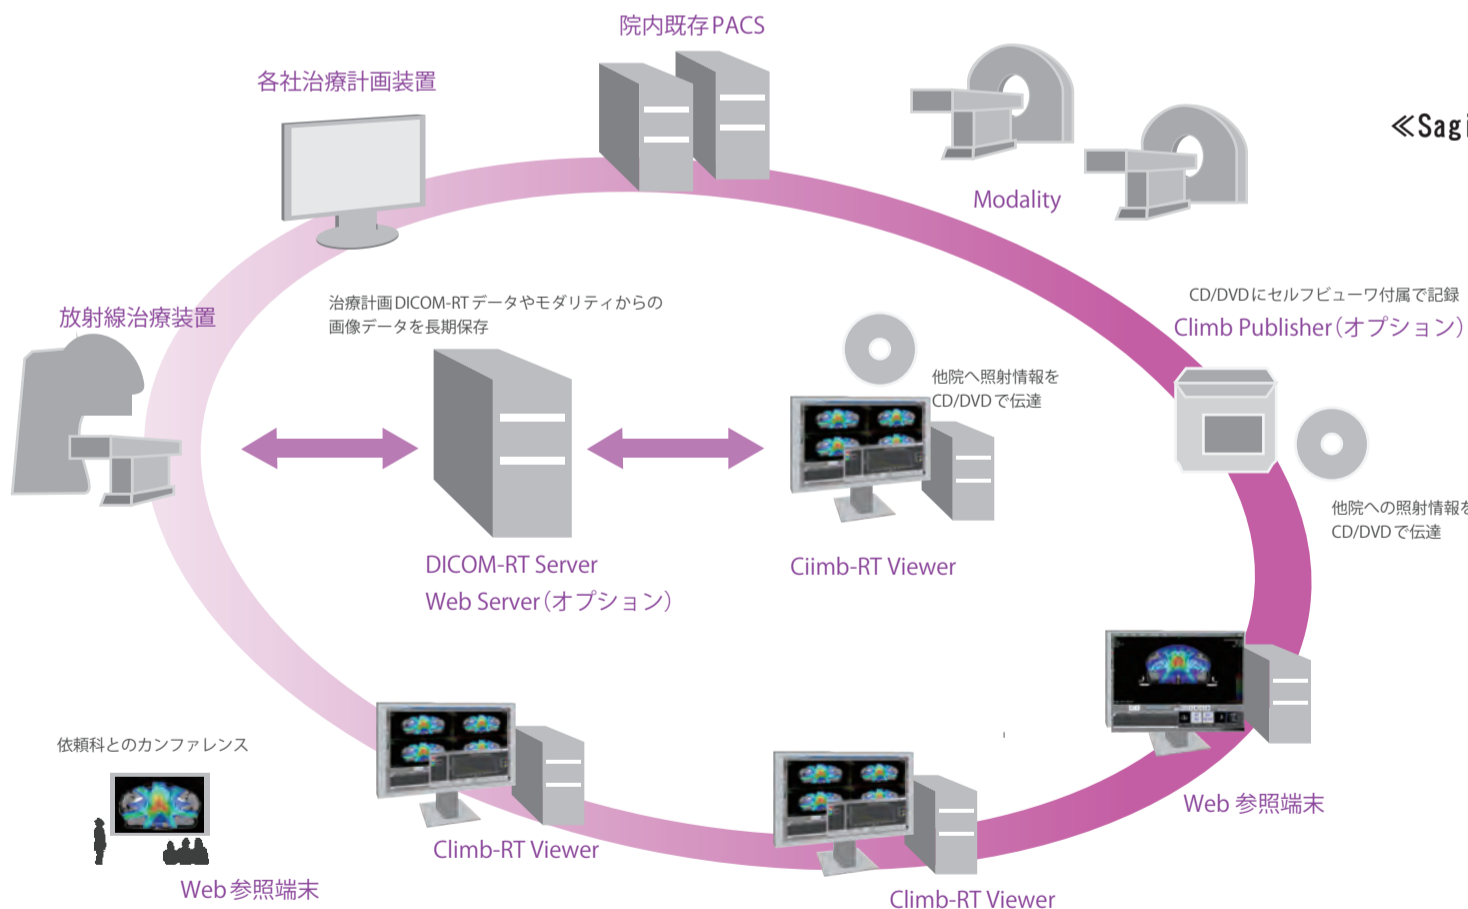 院内既存PACS
各社治療計画装置
≪Sagi
Modality
放射線治療装置
治療計画DICOM-RTデータやモダリティからの
画像データを長期保存
CD/DVDにセルフビューワ付属で記録
Climb Publisher(オプション)
他院へ照射情報を
CD/DVDで伝達
他院への照射情報を
CD/DVDで伝達
DICOM-RT Server
Web Server(オプション)
Ciimb-RT Viewer
依頼科とのカンファレンス
Web参照端末
Climb-RT Viewer
Climb-RT Viewer
Web 参照端末